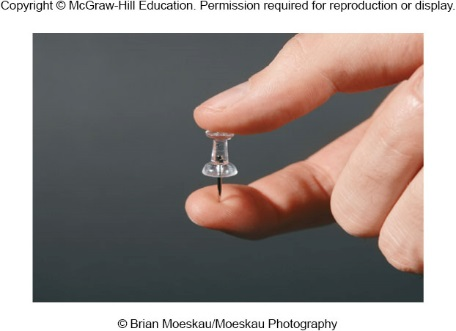 Copyright © McGraw-Hill Education. Permission required for reproduction or display.
© Brian Moeskau/Moeskau Photography